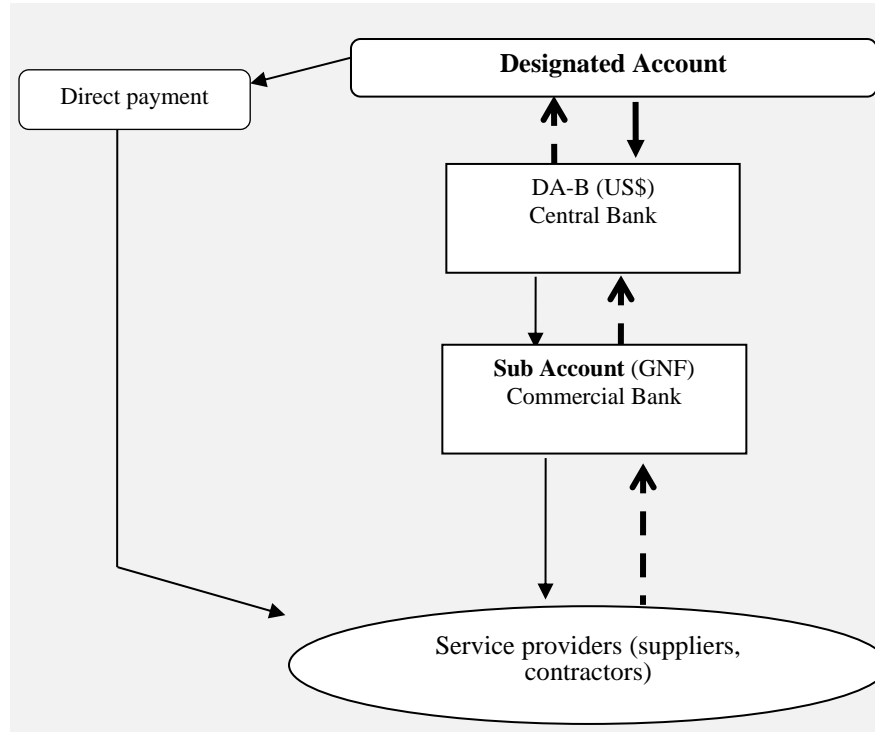 Designated Account
Direct payment
DA-B (US$)
Central Bank
Sub Account (GNF)
Commercial Bank
Service providers (suppliers,
contractors)